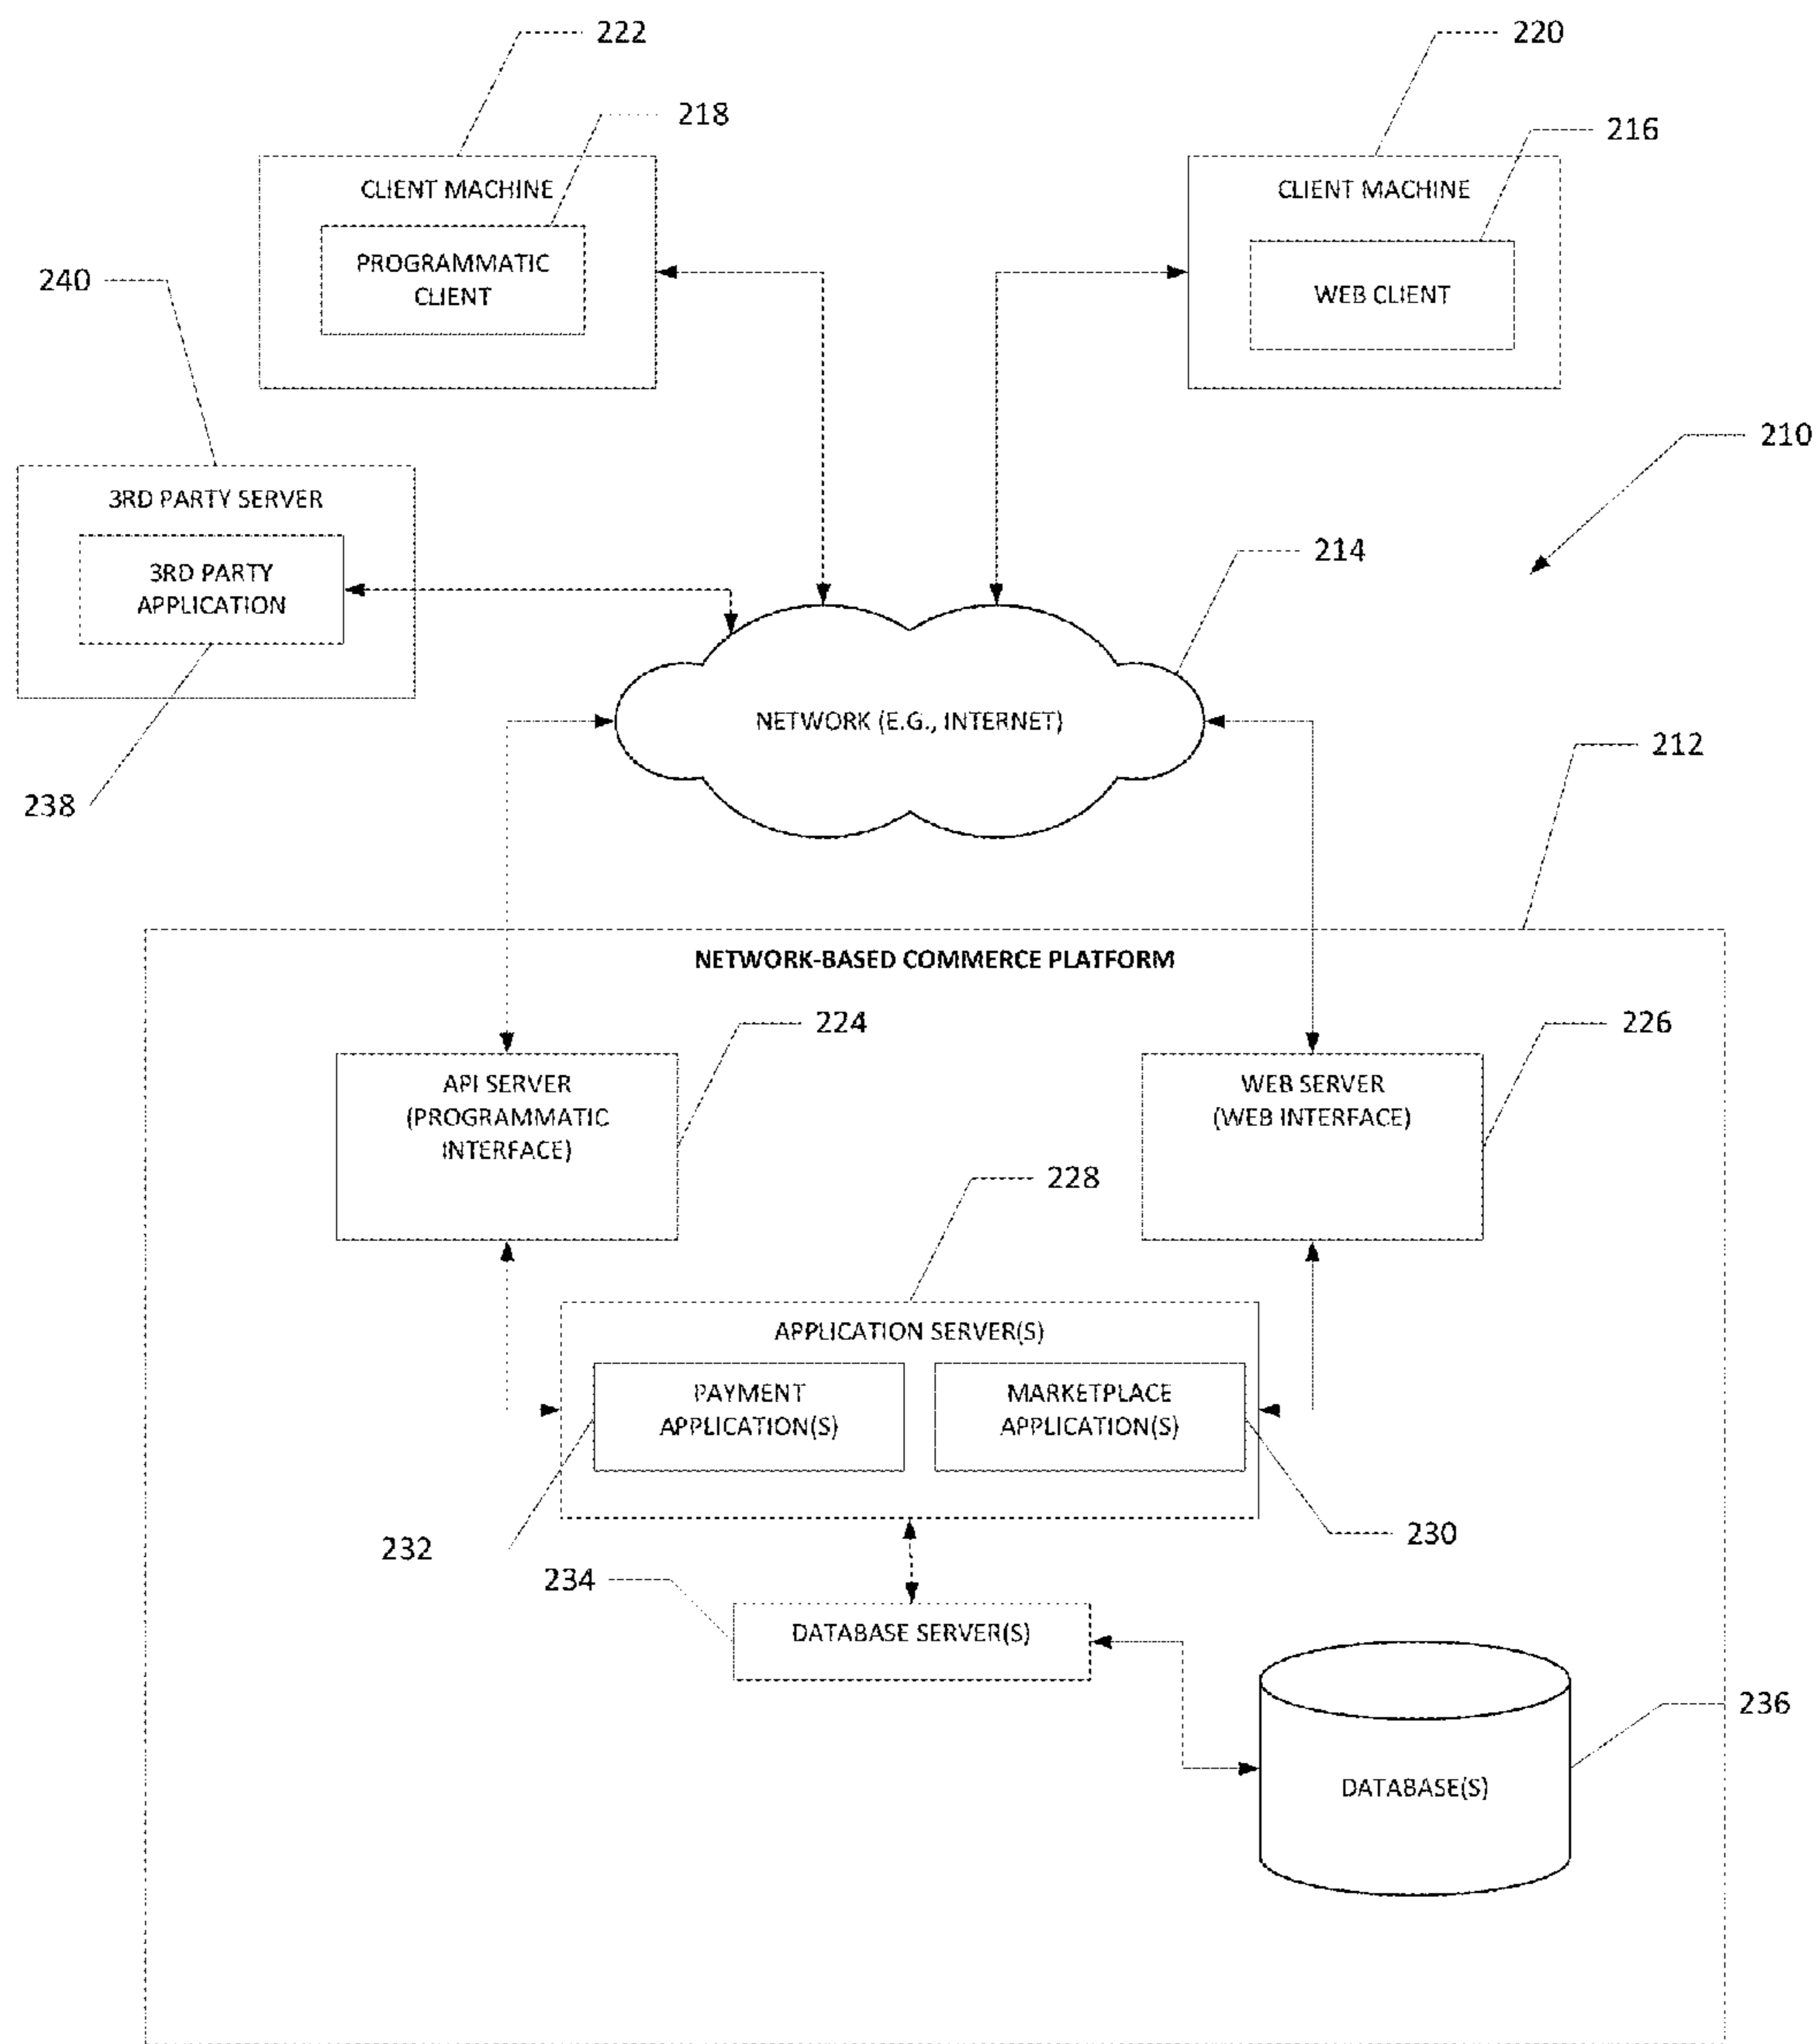 222
220
218
216
CLIENT MACHINE
CLIENT MACHINE
PROGRAMMATIC
CLIENT
WEB CLIENT
240
210
3RD PARTY SERVER
3RD PARTY
APPLICATION
214
NETWORK (E.G., INTERNET)
212
238
NETWORK-BASED COMMERCE PLATFORM
224
226
API SERVER
(PROGRAMMATIC
INTERFACE)
WEB SERVER
(WEB INTERFACE)
228
APPLICATION SERVER(S)
PAYMENT
APPLICATION(S)
MARKETPLACE
APPLICATION(S)
232
230
234
DATABASE SERVER(S)
236
DATABASE(S)